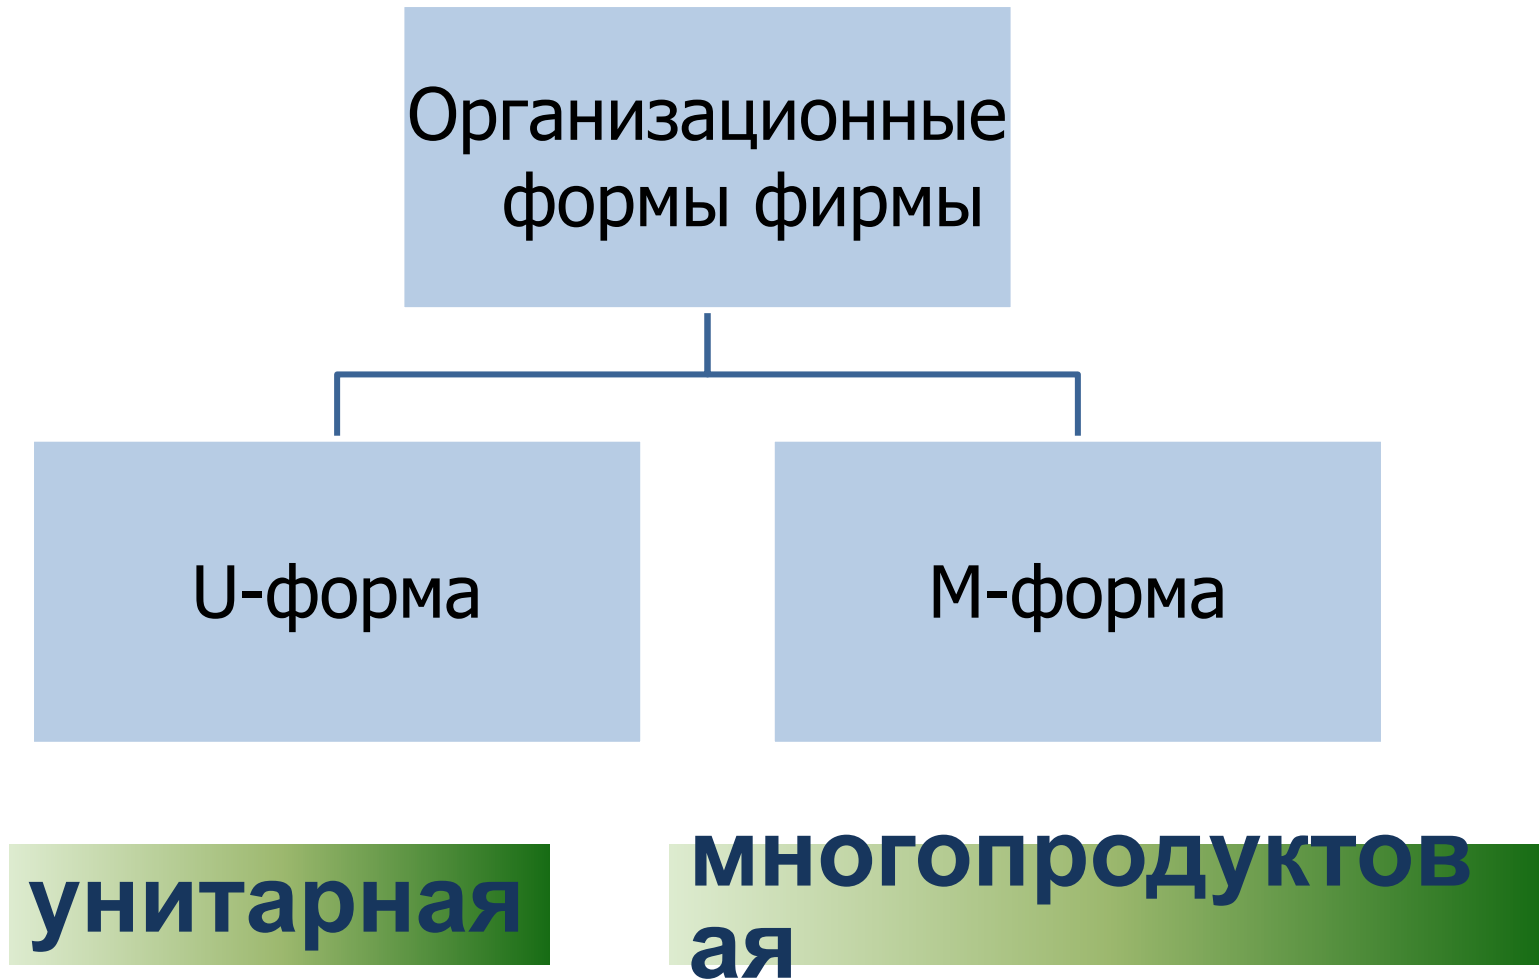 Организационные
формы фирмы
U-форма
М-форма
унитарная
многопродуктов
ая